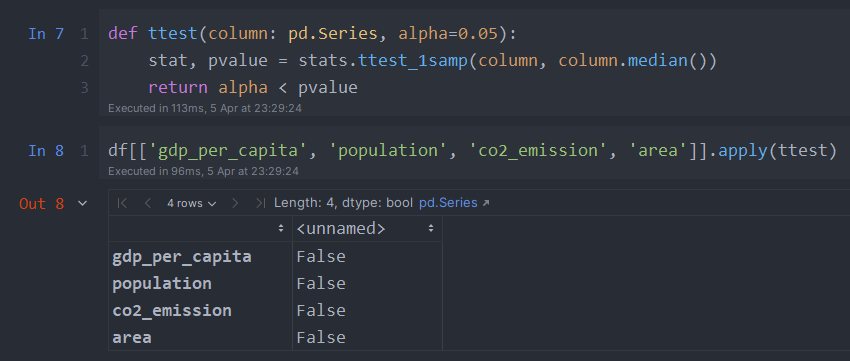 In 7 1 def ttest(column: pd.Series, alpha=0.05):
2 stat, pvalue = stats.ttest_1samp(column, column.median())
3 return alpha < pvalue
Executed in 113ms, 5 Apr at 23:29:24
In 8 1 df[['gdp_per_capita', 'population', 'co2_emission', 'area']].apply(ttest)
Executed in 96ms, 5 Apr at 23:29:24
Out 8 4 rows Length: 4, dtype: bool pd.Series
<unnamed>
gdp_per_capita False
population False
co2_emission False
area False